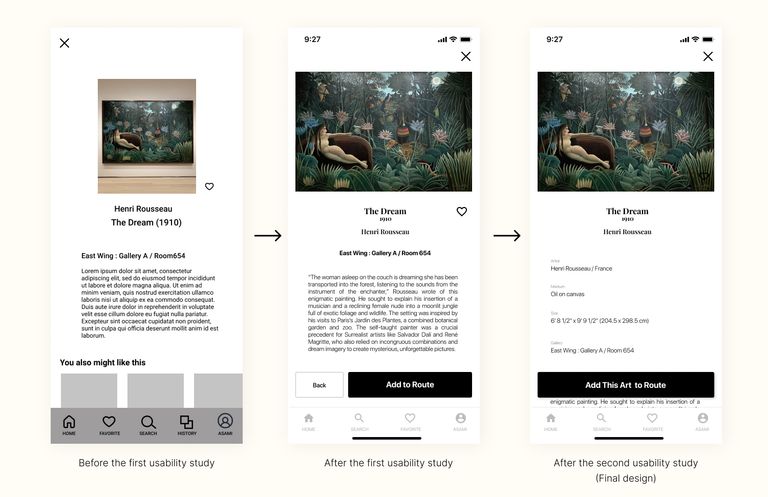 Henri Rousseau
The Dream (1910)
East Wing : Gallery A / Room654
Lorem ipsum dolor sit amet, consectetur
adipiscing elit, sed do eiusmod tempor incididunt
ut labore et dolore magna aliqua. Ut enim ad
minim veniam, quis nostrud exercitation ullamco
laboris nisi ut aliquip ex ea commodo consequat.
Duis aute irure dolor in reprehenderit in voluptate
velit esse cillum dolore eu fugiat nulla pariatur.
Excepteur sint occaecat cupidatat non proident,
sunt in culpa qui officia deserunt mollit anim id est
laborum.
You also might like this
HOME
FAVORITE
SEARCH
HISTORY
ASAMI
Before the first usability study
9:27
The Dream
1910
Henri Rousseau
East Wing : Gallery A / Room 654
"The woman asleep on the couch is dreaming she has been
transported into the forest, listening to the sounds from the
instrument of the enchanter," Rousseau wrote of this
enigmatic painting. He sought to explain his insertion of a
musician and a reclining female nude into a moonlit jungle
full of exotic foliage and wildlife. The setting was inspired by
his visits to Paris's Jardin des Plantes, a combined botanical
garden and zoo. The self-taught painter was a crucial
precedent for Surrealist artists like Salvador Dalí and René
Magritte, who also relied on incongruous combinations and
dream imagery to create mysterious, unforgettable pictures.
Back
Add to Route
HOME
SEARCH
FAVORITE
ASAMI
After the first usability study
9:27
The Dream
1910
Henri Rousseau
Artist
Henri Rousseau / France
Medium
Oil on canvas
Size
6' 8 1/2" x 9' 9 1/2" (204.5 x 298.5 cm)
Gallery
East Wing : Gallery A / Room 654
Add This Art to Route
enigmatic painting. He sought to explain his insertion of a
HOME
SEARCH
FAVORITE
ASAMI
After the second usability study
(Final design)